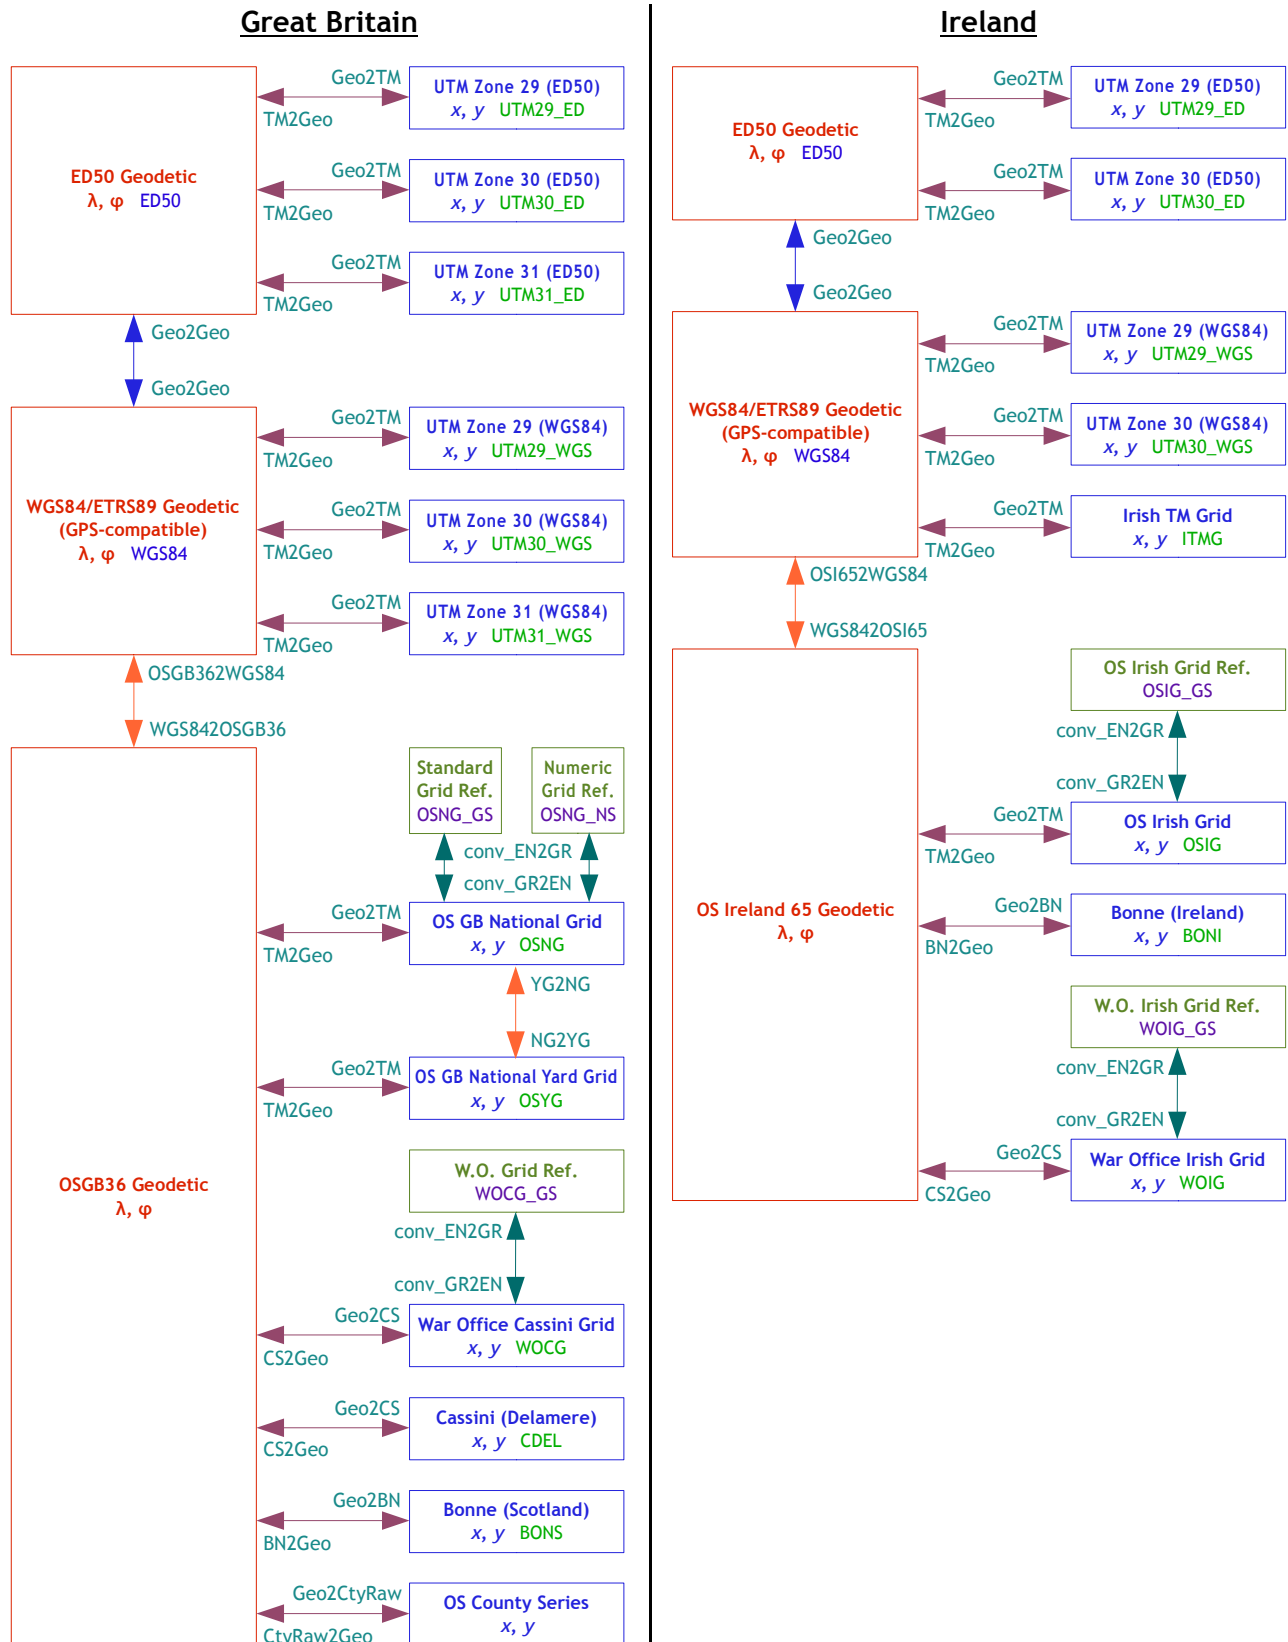 Great Britain
ED50 Geodetic
λ, φ ED50
Geo2TM
TM2Geo
UTM Zone 29 (ED50)
x, y UTM29_ED
Geo2TM
TM2Geo
UTM Zone 30 (ED50)
x, y UTM30_ED
Geo2TM
TM2Geo
UTM Zone 31 (ED50)
x, y UTM31_ED
Geo2Geo
Geo2Geo
WGS84/ETRS89 Geodetic
(GPS-compatible)
λ, φ WGS84
Geo2TM
TM2Geo
UTM Zone 29 (WGS84)
x, y UTM29_WGS
Geo2TM
TM2Geo
UTM Zone 30 (WGS84)
x, y UTM30_WGS
Geo2TM
TM2Geo
UTM Zone 31 (WGS84)
x, y UTM31_WGS
OSGB362WGS84
WGS842OSGB36
OSGB36 Geodetic
λ, φ
Standard
Grid Ref.
OSNG_GS
Numeric
Grid Ref.
OSNG_NS
conv_EN2GR
conv_GR2EN
Geo2TM
TM2Geo
OS GB National Grid
x, y OSNG
YG2NG
NG2YG
Geo2TM
TM2Geo
OS GB National Yard Grid
x, y OSYG
W.O. Grid Ref.
WOCG_GS
conv_EN2GR
conv_GR2EN
Geo2CS
CS2Geo
War Office Cassini Grid
x, y WOCG
Geo2CS
CS2Geo
Cassini (Delamere)
x, y CDEL
Geo2BN
BN2Geo
Bonne (Scotland)
x, y BONS
Geo2CtyRaw
CtyRaw2Geo
OS County Series
x, y
Ireland
ED50 Geodetic
λ, φ ED50
Geo2TM
TM2Geo
UTM Zone 29 (ED50)
x, y UTM29_ED
Geo2TM
TM2Geo
UTM Zone 30 (ED50)
x, y UTM30_ED
Geo2Geo
Geo2Geo
WGS84/ETRS89 Geodetic
(GPS-compatible)
λ, φ WGS84
Geo2TM
TM2Geo
UTM Zone 29 (WGS84)
x, y UTM29_WGS
Geo2TM
TM2Geo
UTM Zone 30 (WGS84)
x, y UTM30_WGS
Geo2TM
TM2Geo
Irish TM Grid
x, y ITMG
OSI652WGS84
WGS842OSI65
OS Ireland 65 Geodetic
λ, φ
OS Irish Grid Ref.
OSIG_GS
conv_EN2GR
conv_GR2EN
Geo2TM
TM2Geo
OS Irish Grid
x, y OSIG
Geo2BN
BN2Geo
Bonne (Ireland)
x, y BONI
W.O. Irish Grid Ref.
WOIG_GS
conv_EN2GR
conv_GR2EN
Geo2CS
CS2Geo
War Office Irish Grid
x, y WOIG